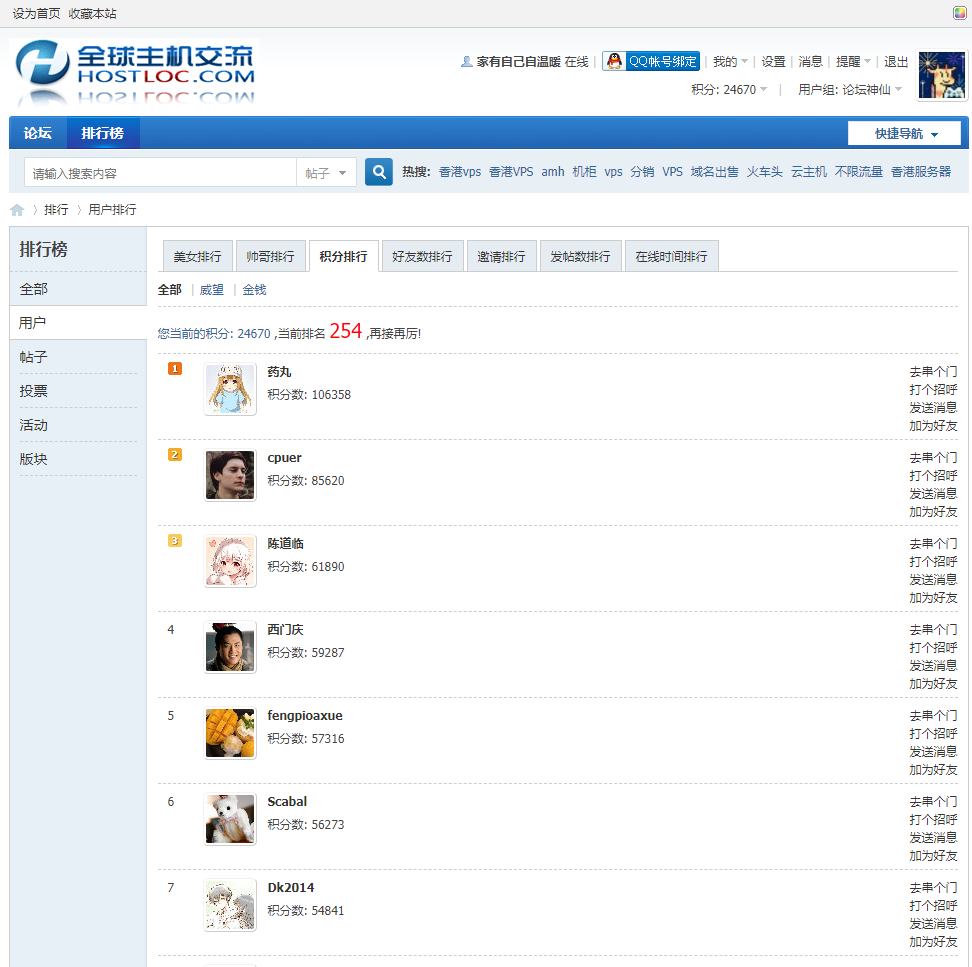 设为首页 收藏本站
全球主机交流
HOSTLOC.COM
家有自己自温暖 在线 | QQ帐号绑定 | 我的 | 设置 | 消息 | 提醒 | 退出
积分: 24670 | 用户组: 论坛神仙
论坛 排行榜 快捷导航
请输入搜索内容 帖子 热搜: 香港vps 香港VPS amh 机柜 vps 分销 VPS 域名出售 火车头 云主机 不限流量 香港服务器
排行 用户排行
排行榜
全部
用户
帖子
投票
活动
版块
美女排行 帅哥排行 积分排行 好友数排行 邀请排行 发帖数排行 在线时间排行
全部 | 威望 | 金钱
您当前的积分: 24670 ,当前排名 254 ,再接再厉!
1 药丸
积分数: 106358
去串个门
打个招呼
发送消息
加为好友
2 cpuer
积分数: 85620
去串个门
打个招呼
发送消息
加为好友
3 陈道临
积分数: 61890
去串个门
打个招呼
发送消息
加为好友
4 西门庆
积分数: 59287
去串个门
打个招呼
发送消息
加为好友
5 fengpioaxue
积分数: 57316
去串个门
打个招呼
发送消息
加为好友
6 Scabal
积分数: 56273
去串个门
打个招呼
发送消息
加为好友
7 Dk2014
积分数: 54841
去串个门
打个招呼
发送消息
加为好友